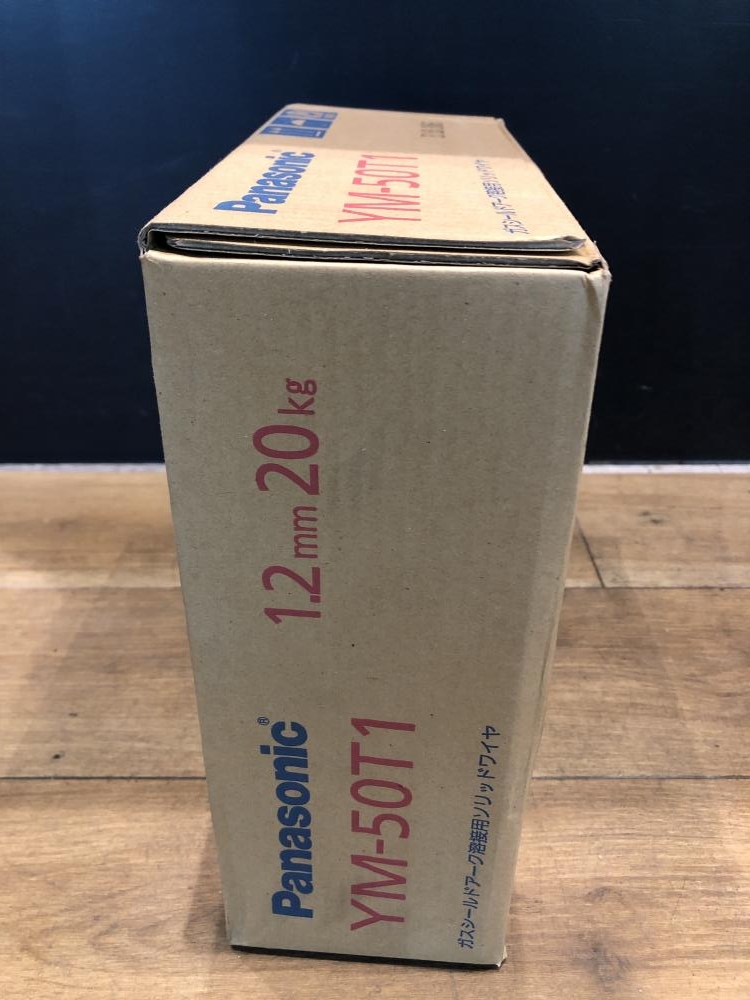 Panasonic
YM-50T1
ガスシールドアーク溶接用ソリッドワイヤ
Panasonic®
YM-50T1
1.2mm 20kg
ガスシールドアーク溶接用ソリッドワイヤ